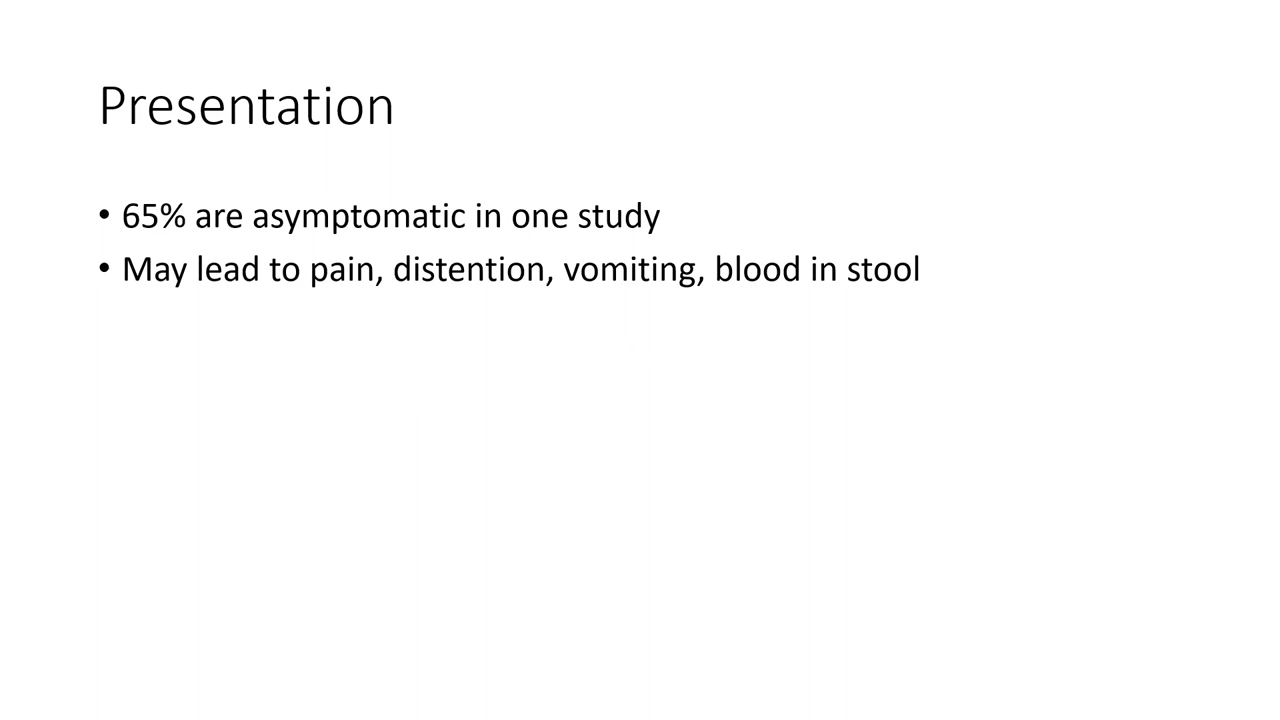 Presentation
• 65% are asymptomatic in one study
• May lead to pain, distention, vomiting, blood in stool